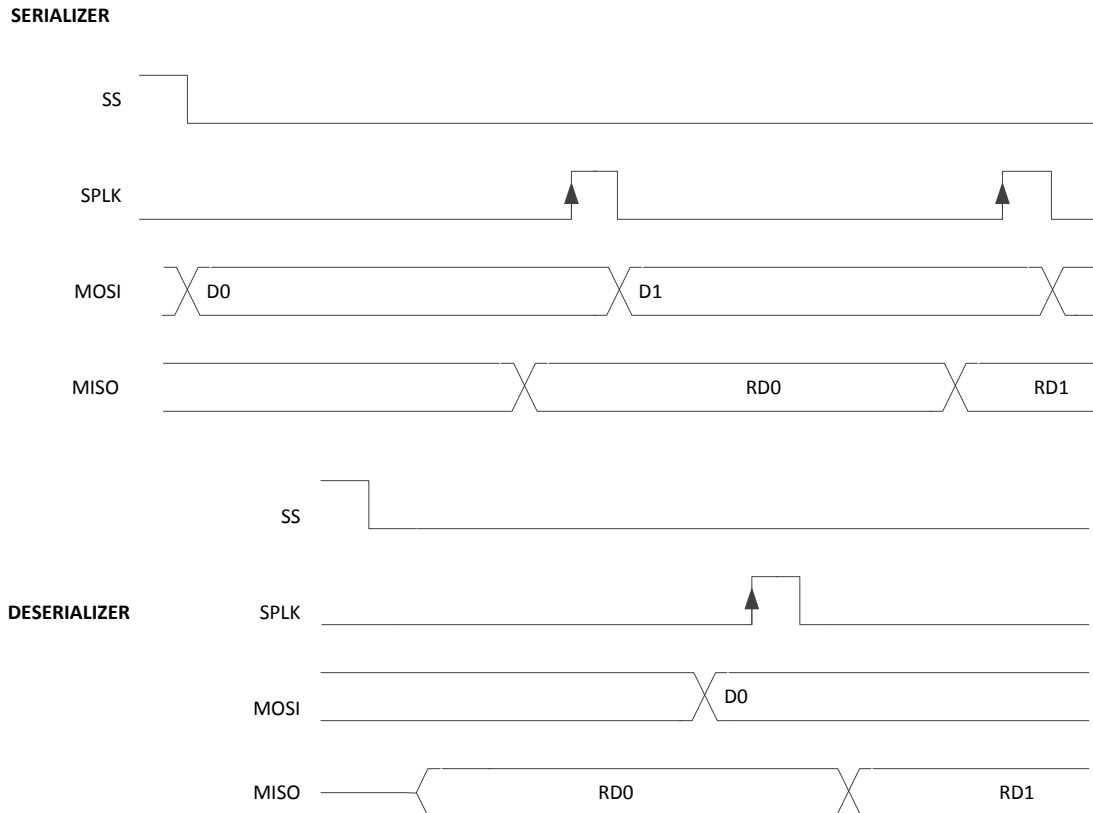 SERIALIZER
SS
SPLK
MOSI D0 D1
MISO RD0 RD1
SS
DESERIALIZER SPLK
MOSI D0
MISO RD0 RD1